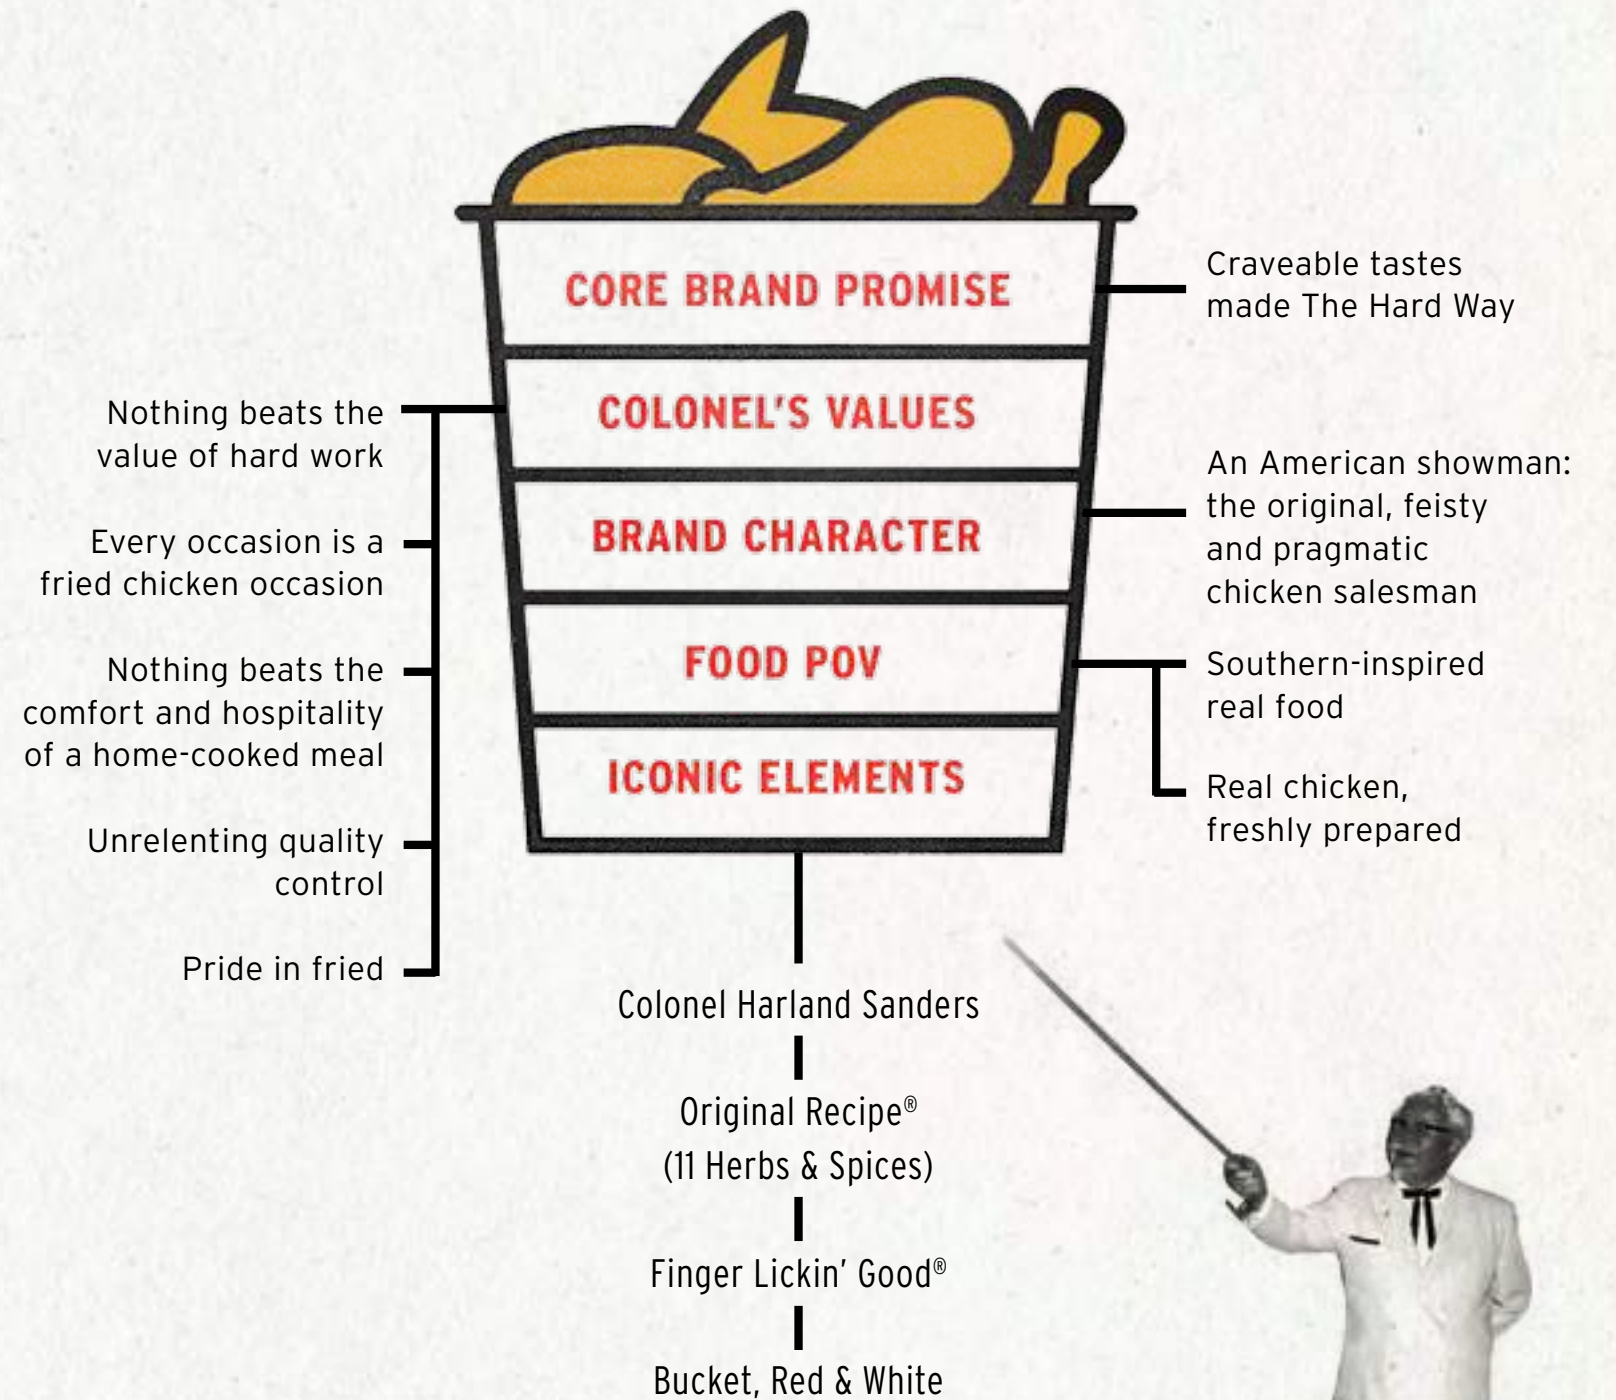 CORE BRAND PROMISE
Craveable tastes
made The Hard Way
COLONEL'S VALUES
Nothing beats the
value of hard work
Every occasion is a
fried chicken occasion
Nothing beats the
comfort and hospitality
of a home-cooked meal
Unrelenting quality
control
Pride in fried
BRAND CHARACTER
An American showman:
the original, feisty
and pragmatic
chicken salesman
FOOD POV
Southern-inspired
real food
Real chicken,
freshly prepared
ICONIC ELEMENTS
Colonel Harland Sanders
Original Recipe®
(11 Herbs & Spices)
Finger Lickin' Good®
Bucket, Red & White